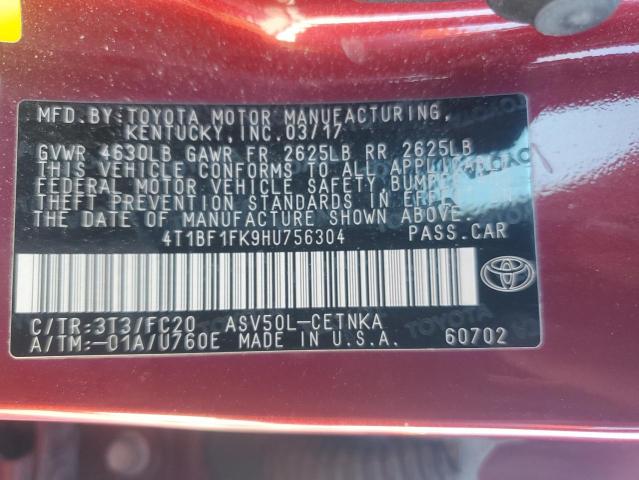 MFD. BY: TOYOTA MOTOR MANUFACTURING,
KENTUCKY, INC. 03/17
GVWR 4630LB GAWR FR 2625LB RR 2625LB
THIS VEHICLE CONFORMS TO ALL APPLICABLE
FEDERAL MOTOR VEHICLE SAFETY, BUMPER
THEFT PREVENTION STANDARDS IN EFFECT
THE DATE OF MANUFACTURE SHOWN ABOVE.
4T1BF1FK9HU756304 PASS.CAR
C/TR:3T3/FC20 ASV50L-CETNKA
A/TM:-01A/U760E MADE IN U.S.A. 60702